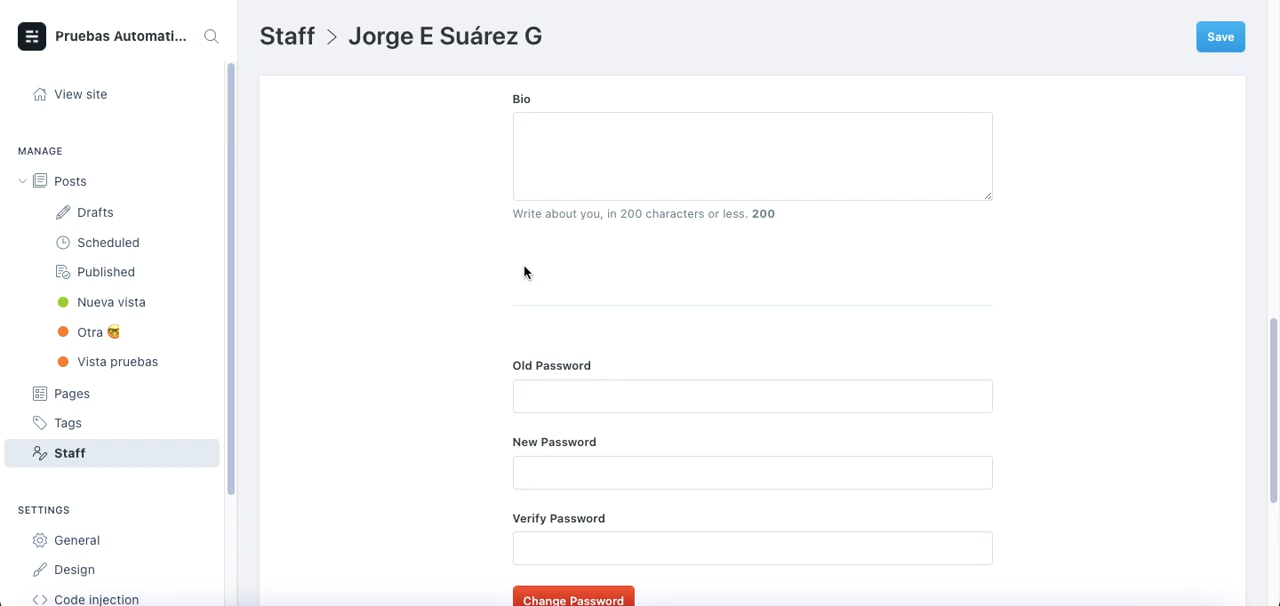 Pruebas Automati...
View site
MANAGE
Posts
Drafts
Scheduled
Published
Nueva vista
Otra 🤓
Vista pruebas
Pages
Tags
Staff
SETTINGS
General
Design
Code injection
Staff > Jorge E Suárez G
Save
Bio
Write about you, in 200 characters or less. 200
Old Password
New Password
Verify Password
Change Password